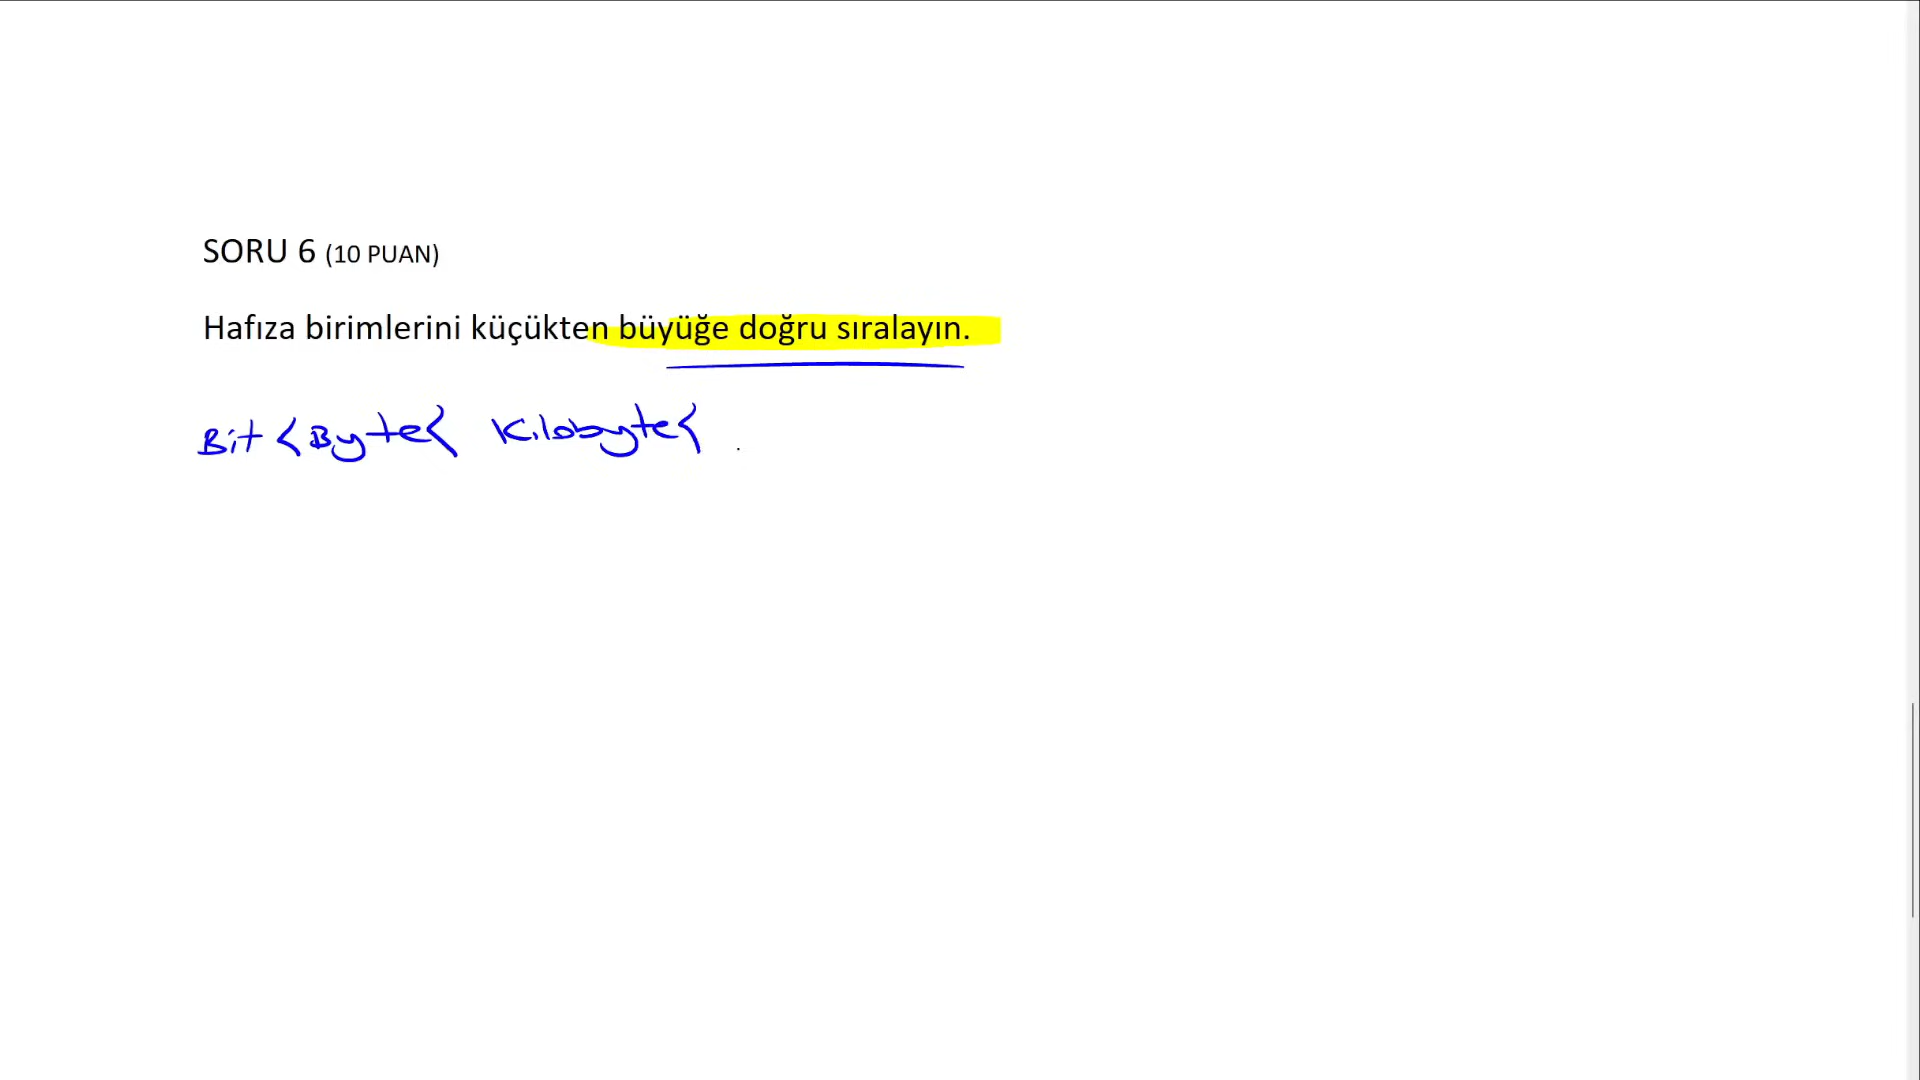 SORU 6 (10 PUAN)
Hafıza birimlerini küçükten büyüğe doğru sıralayın.
Bit < Byte < Kilobyte <